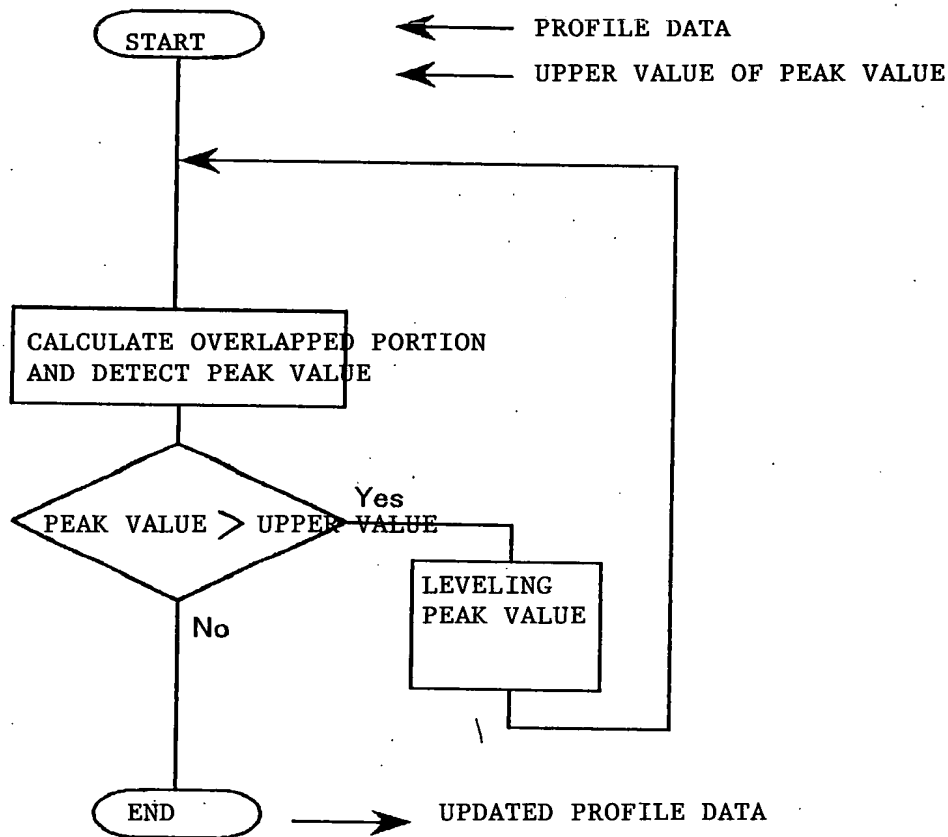 START
PROFILE DATA
UPPER VALUE OF PEAK VALUE
CALCULATE OVERLAPPED PORTION
AND DETECT PEAK VALUE
PEAK VALUE > UPPER VALUE
Yes
LEVELING
PEAK VALUE
No
END
UPDATED PROFILE DATA